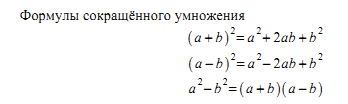 Формулы сокращённого умножения
(a+b)²=a²+2ab+b²
(a−b)²=a²−2ab+b²
a²−b²=(a+b)(a−b)